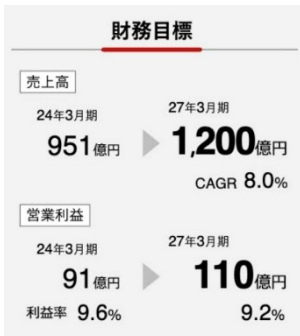 財務目標
売上高
24年3月期
27年3月期
951億円
1,200億円
CAGR 8.0%
営業利益
24年3月期
27年3月期
91億円
110億円
利益率 9.6%
9.2%